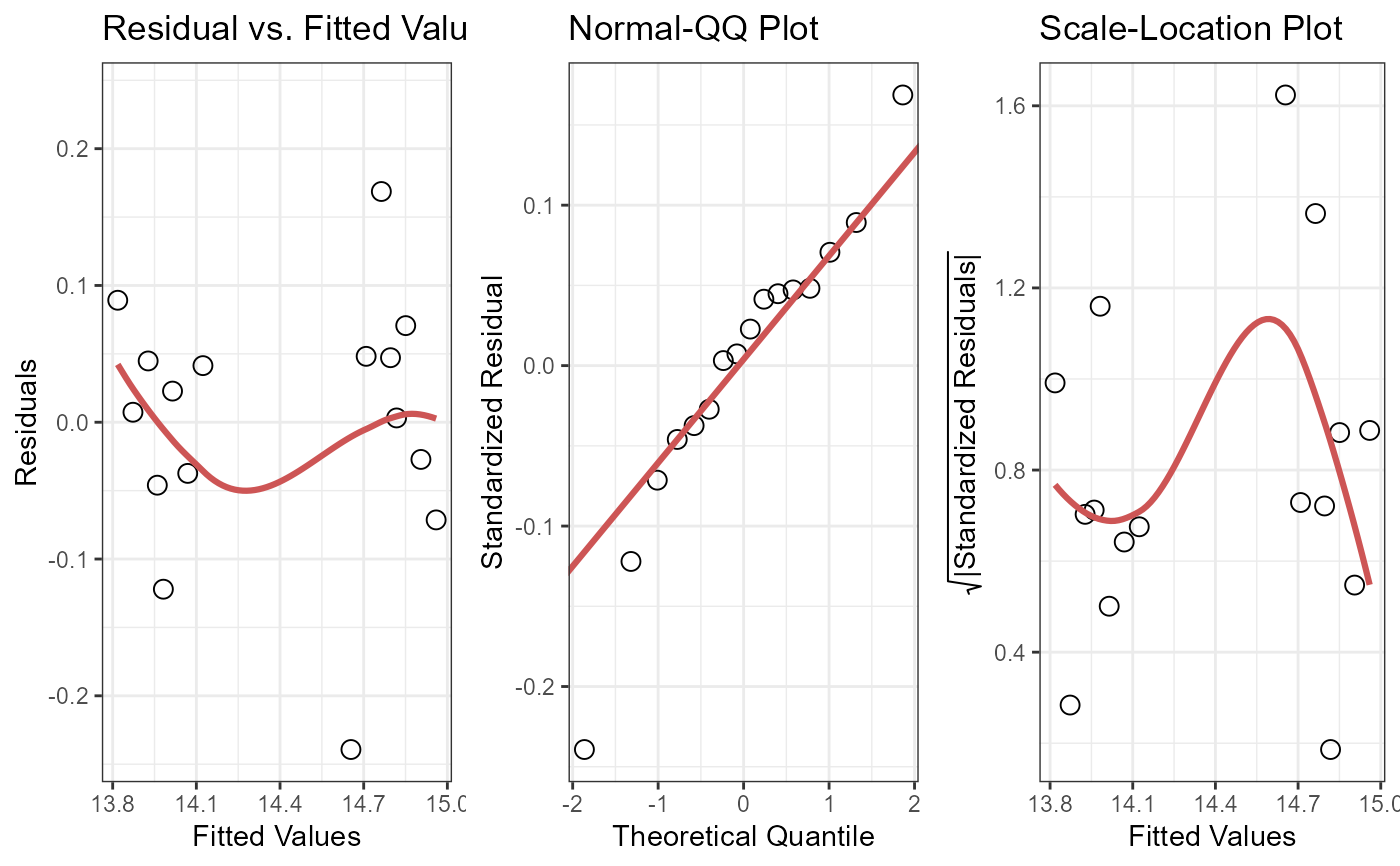 Residual vs. Fitted Valu
Residuals
0.2
0.1
0.0
-0.1
-0.2
13.8 14.1 14.4 14.7 15.0
Fitted Values
Normal-QQ Plot
Standardized Residual
0.1
0.0
-0.1
-0.2
-2 -1 0 1 2
Theoretical Quantile
Scale-Location Plot
√|Standardized Residuals|
1.6
1.2
0.8
0.4
13.8 14.1 14.4 14.7 15.0
Fitted Values